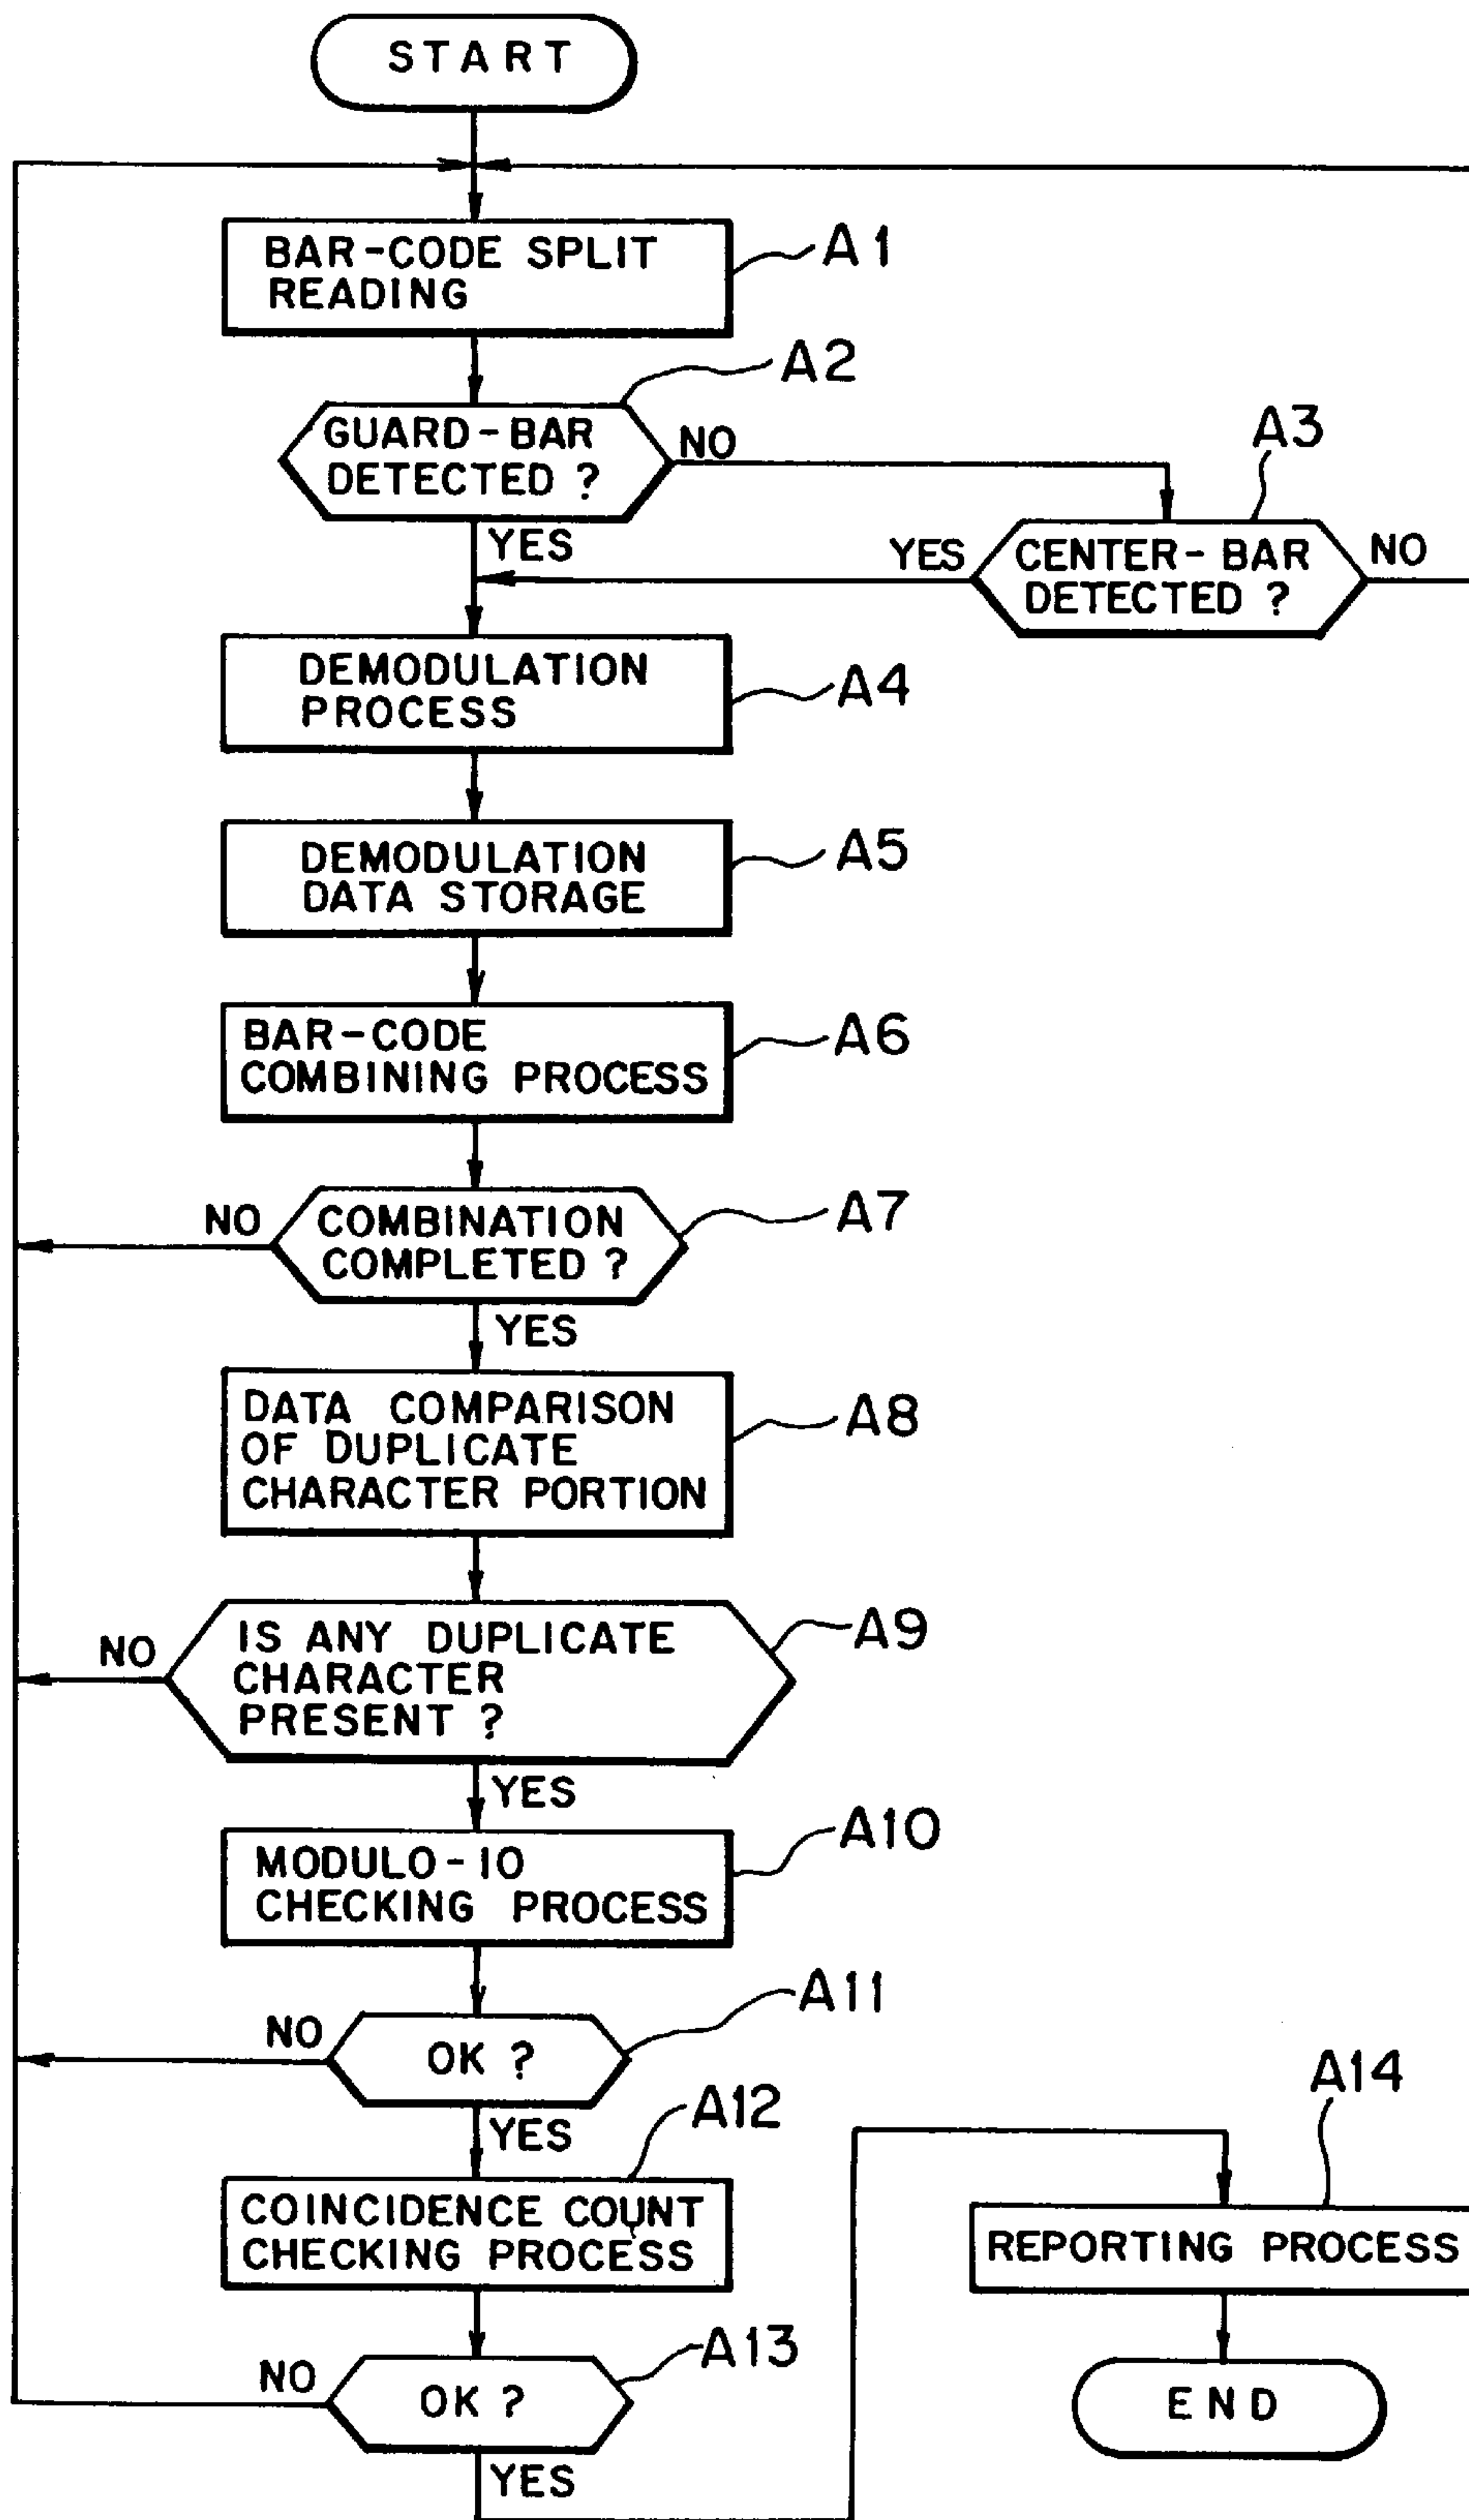 START
BAR-CODE SPLIT
READING
A1
A2
GUARD-BAR
DETECTED ?
NO
YES
A3
CENTER-BAR
DETECTED ?
YES
NO
DEMODULATION
PROCESS
A4
DEMODULATION
DATA STORAGE
A5
BAR-CODE
COMBINING PROCESS
A6
COMBINATION
COMPLETED ?
A7
NO
YES
DATA COMPARISON
OF DUPLICATE
CHARACTER PORTION
A8
IS ANY DUPLICATE
CHARACTER
PRESENT ?
A9
NO
YES
MODULO-10
CHECKING PROCESS
A10
OK ?
A11
NO
YES
A12
COINCIDENCE COUNT
CHECKING PROCESS
OK ?
A13
NO
YES
A14
REPORTING PROCESS
END